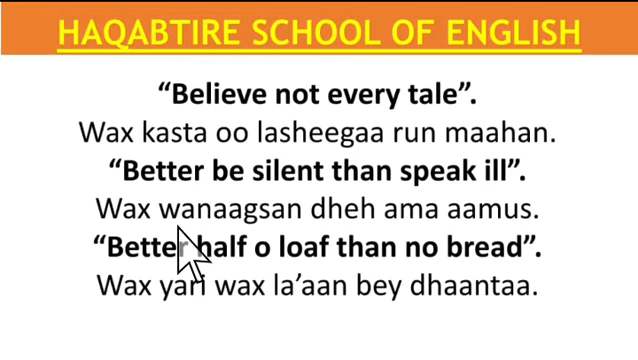 HAQABTIRE SCHOOL OF ENGLISH
“Believe not every tale”.
Wax kasta oo lasheegaa run maahan.
“Better be silent than speak ill”.
Wax wanaagsan dheh ama aamus.
“Better half o loaf than no bread”.
Wax yari wax la’aan bey dhaantaa.